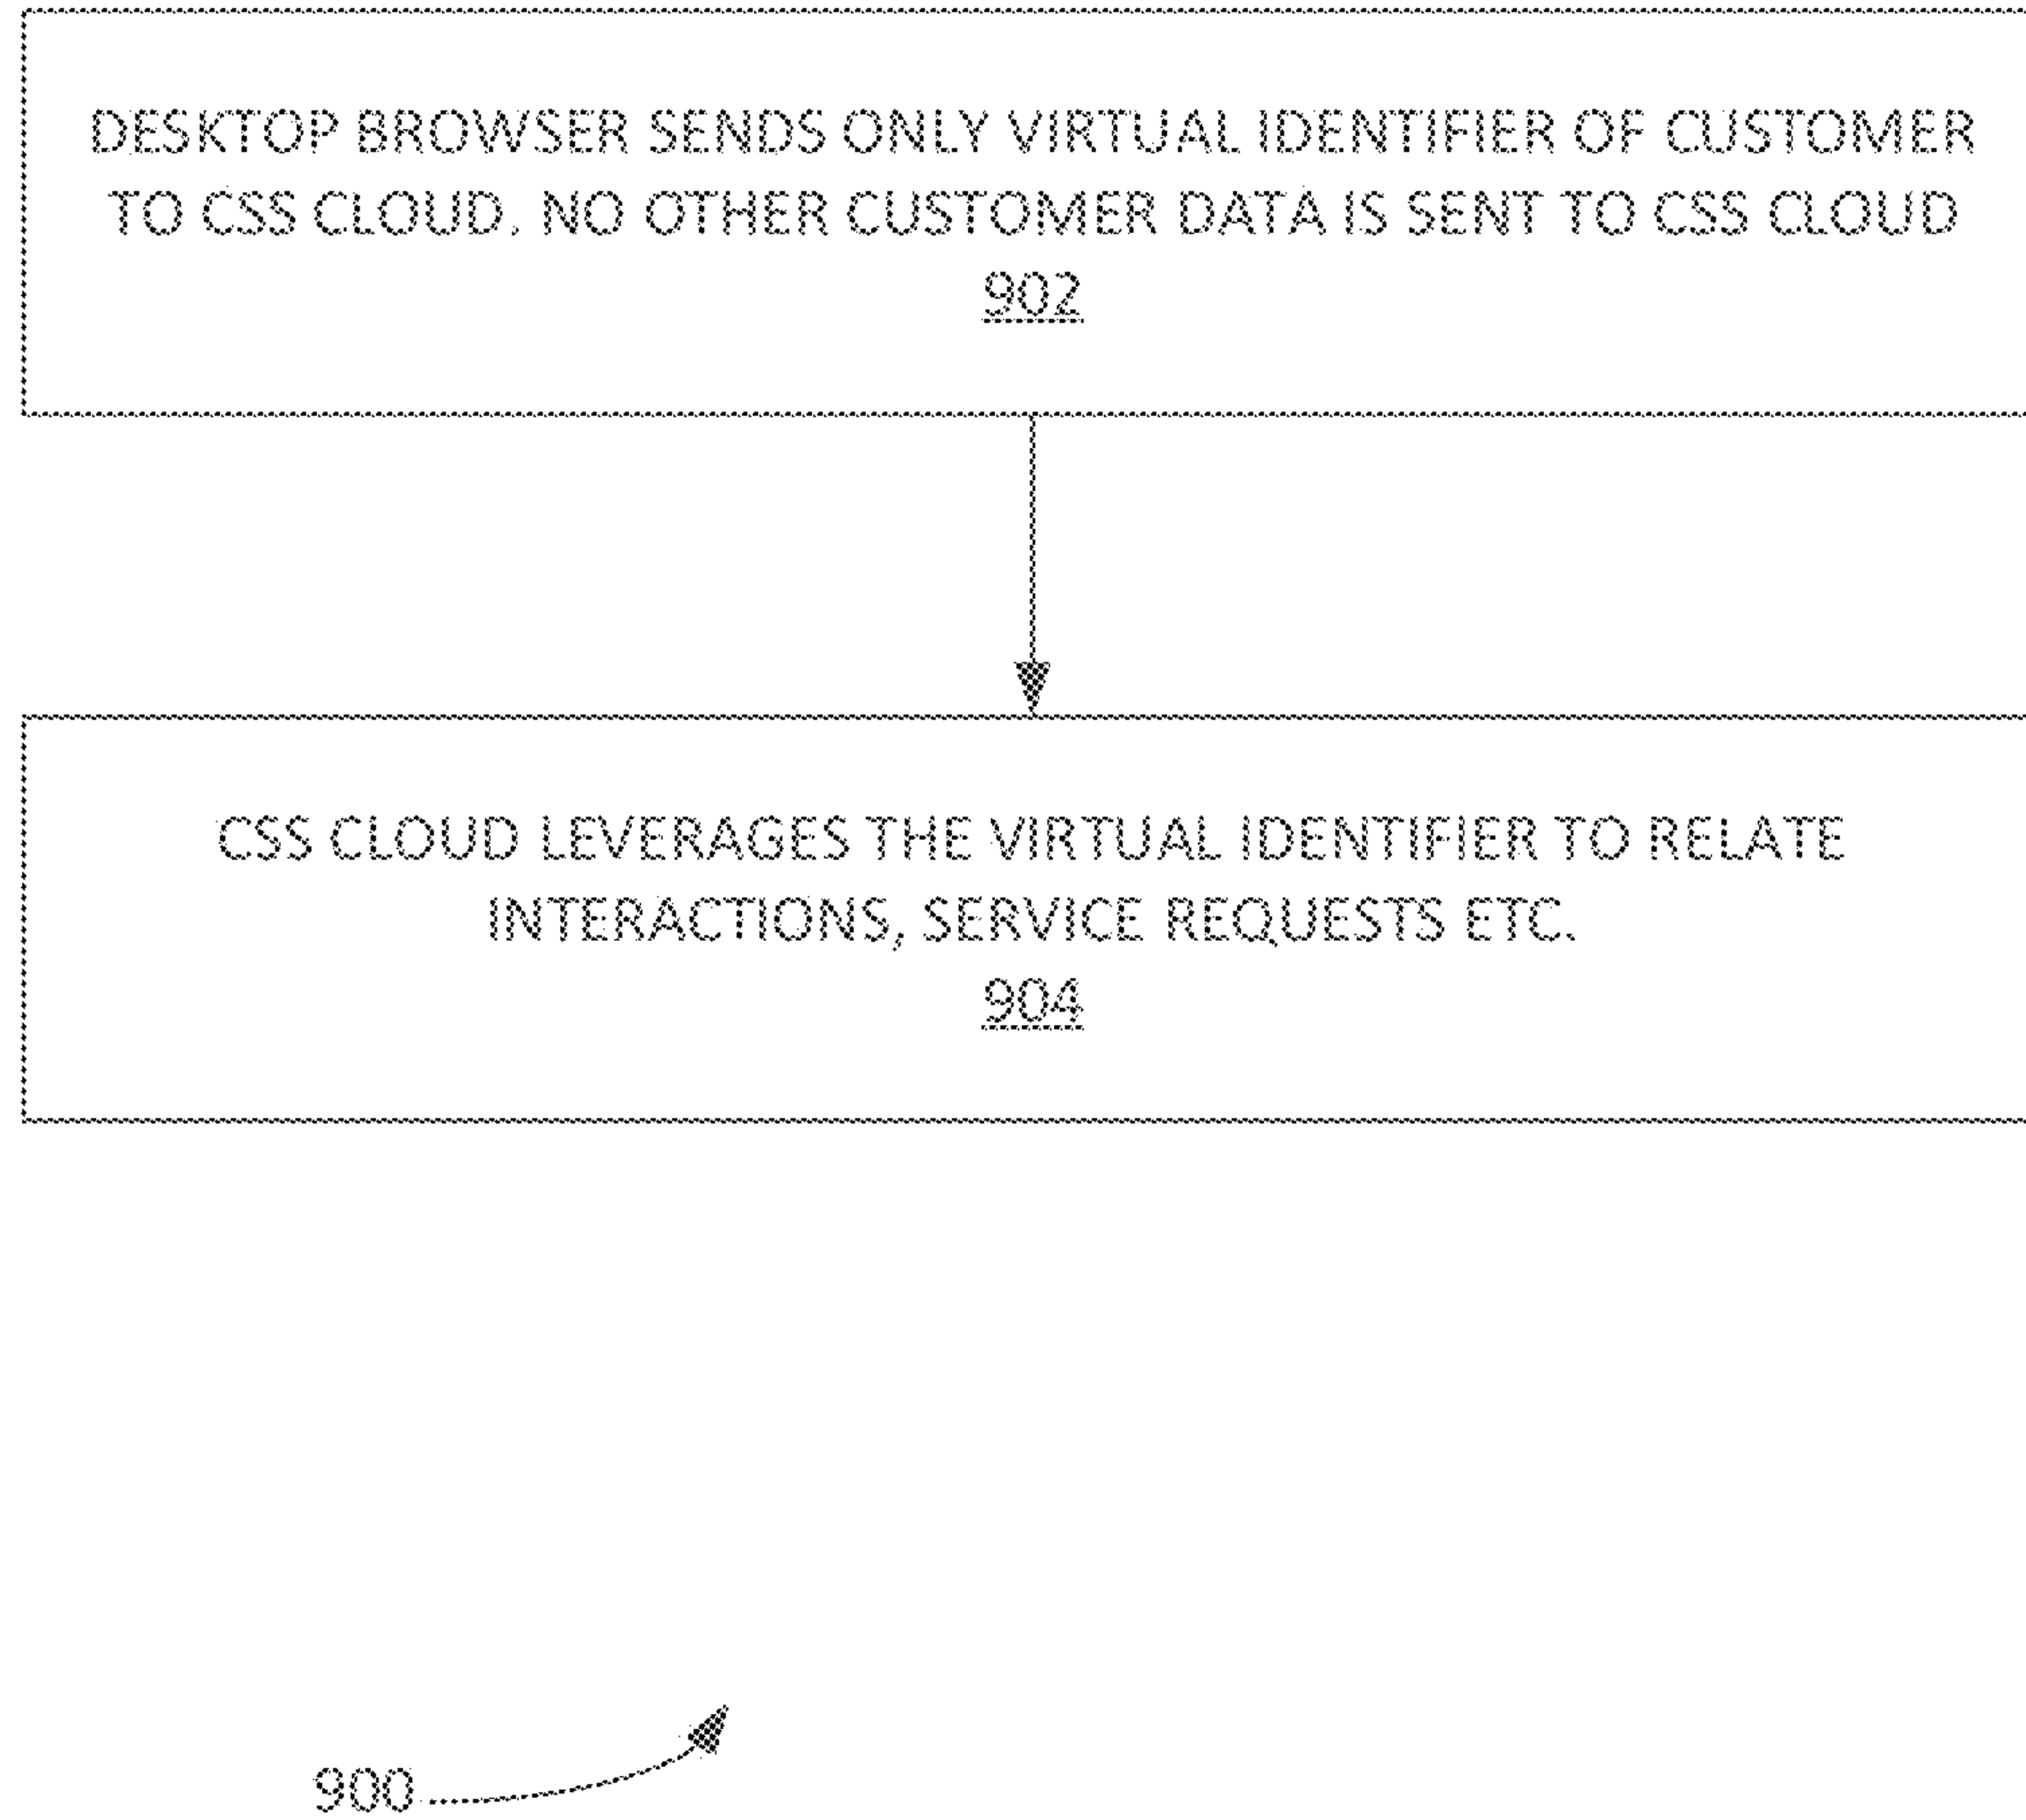 DESKTOP BROWSER SENDS ONLY VIRTUAL IDENTIFIER OF CUSTOMER
TO CSS CLOUD. NO OTHER CUSTOMER DATA IS SENT TO CSS CLOUD
902
CSS CLOUD LEVERAGES THE VIRTUAL IDENTIFIER TO RELATE
INTERACTIONS, SERVICE REQUESTS ETC.
904
900